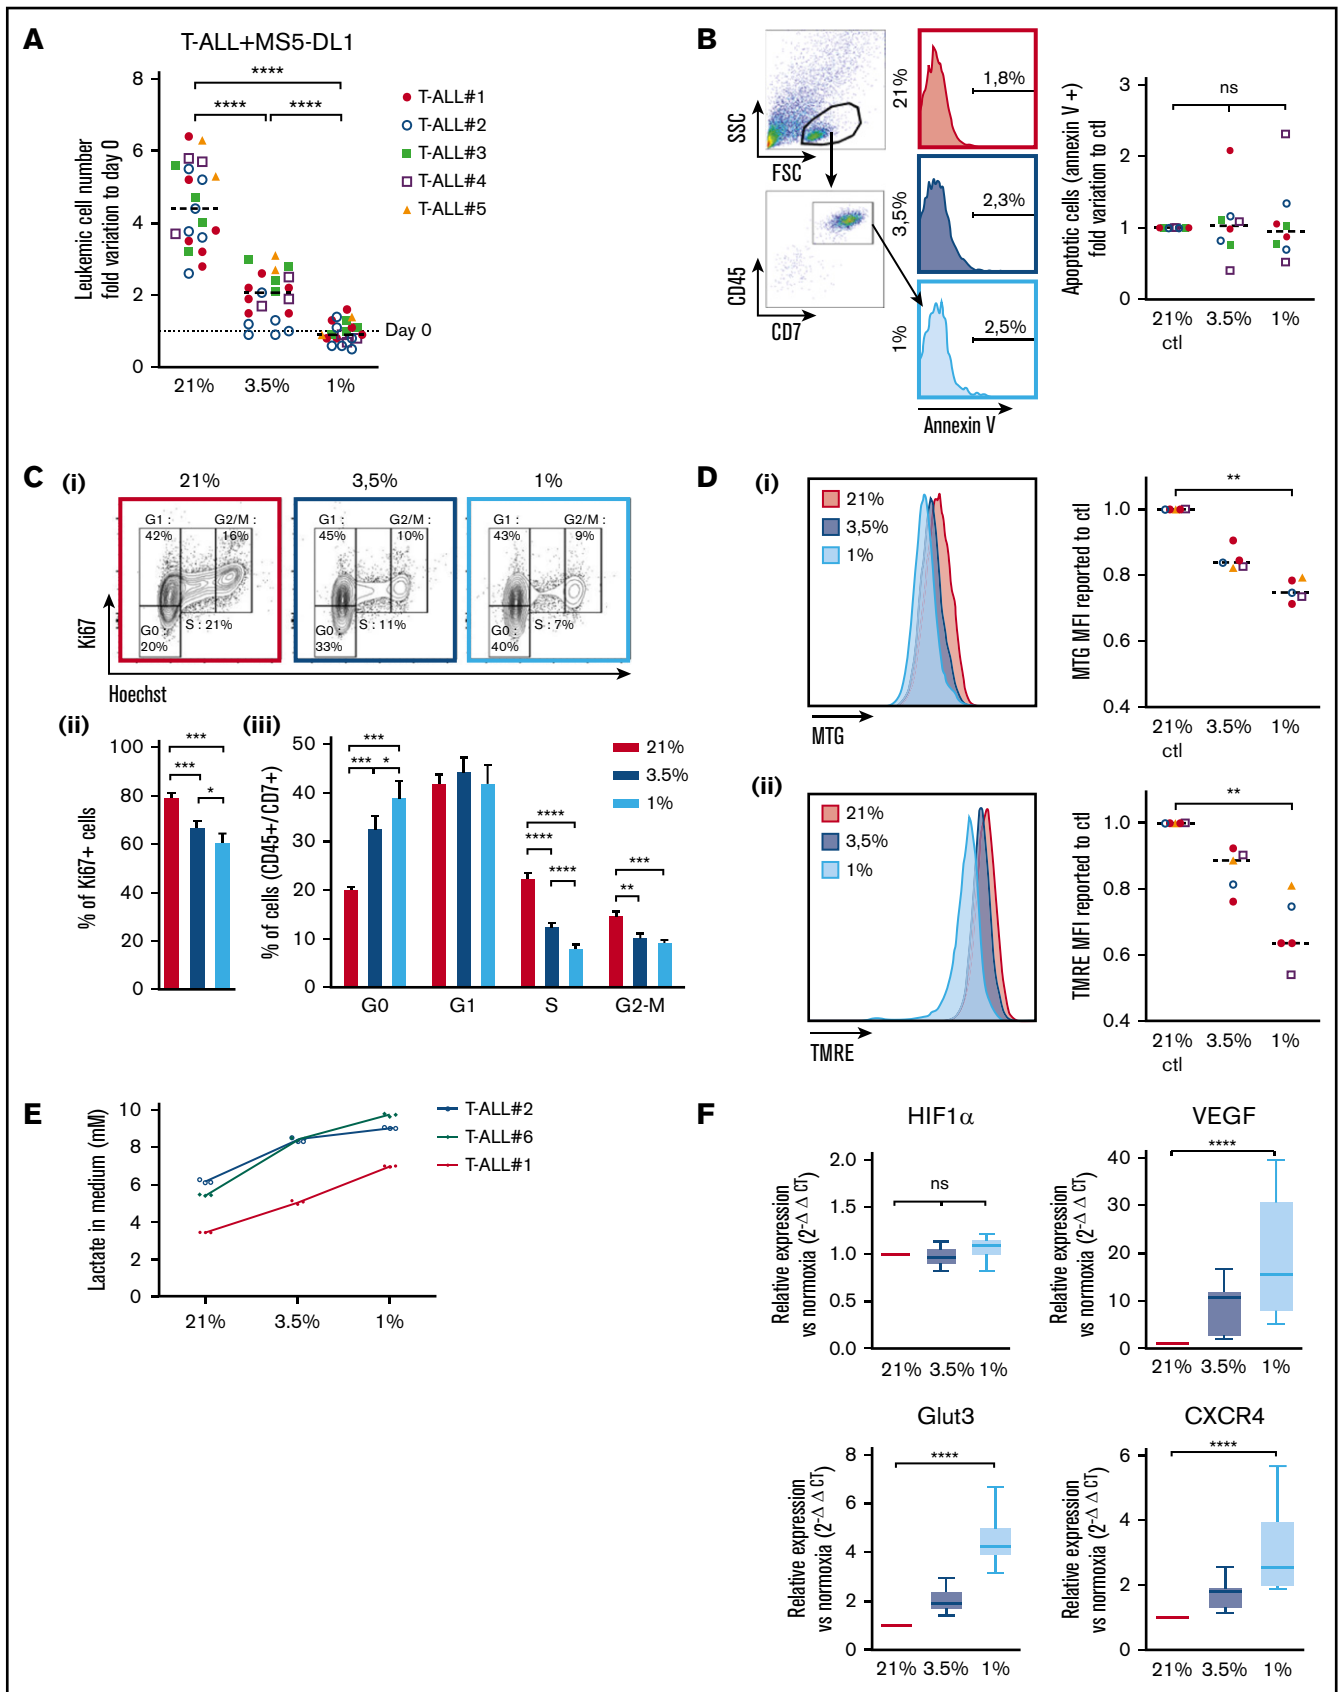 A
T-ALL+MS5-DL1
Leukemic cell number
fold variation to day 0
8
6
4
2
0
****
****
****
Day 0
21%
3.5%
1%
T-ALL#1
T-ALL#2
T-ALL#3
T-ALL#4
T-ALL#5
B
SSC
FSC
CD45
CD7
21%
1,8%
3,5%
2,3%
1%
2,5%
Annexin V
Apoptotic cells (annexin V +)
fold variation to ctl
3
2
1
0
ns
21%
ctl
3.5%
1%
C
(i)
21%
3,5%
1%
G1 :
42%
G2/M :
16%
S : 21%
G0 :
20%
G1 :
45%
G2/M :
10%
S : 11%
G0 :
33%
G1 :
43%
G2/M :
9%
S : 7%
G0 :
40%
Ki67
Hoechst
(ii)
% of Ki67+ cells
100
80
60
40
20
0
***
***
*
(iii)
% of cells (CD45+/CD7+)
50
40
30
20
10
0
***
***
*
****
****
****
***
**
G0
G1
S
G2-M
21%
3.5%
1%
D
(i)
21%
3,5%
1%
MTG
MTG MFI reported to ctl
1.0
0.8
0.6
0.4
**
21%
ctl
3.5%
1%
(ii)
21%
3,5%
1%
TMRE
TMRE MFI reported to ctl
1.0
0.8
0.6
0.4
**
21%
ctl
3.5%
1%
E
Lactate in medium (mM)
10
8
6
4
2
0
21%
3.5%
1%
T-ALL#2
T-ALL#6
T-ALL#1
F
HIF1α
Relative expression
vs normoxia (2-Δ Δ CT)
2.0
1.5
1.0
0.5
0.0
ns
21%
3.5%
1%
VEGF
Relative expression
vs normoxia (2-Δ Δ CT)
40
30
20
10
0
****
21%
3.5%
1%
Glut3
Relative expression
vs normoxia (2-Δ Δ CT)
8
6
4
2
0
****
21%
3.5%
1%
CXCR4
Relative expression
vs normoxia (2-Δ Δ CT)
6
4
2
0
****
21%
3.5%
1%